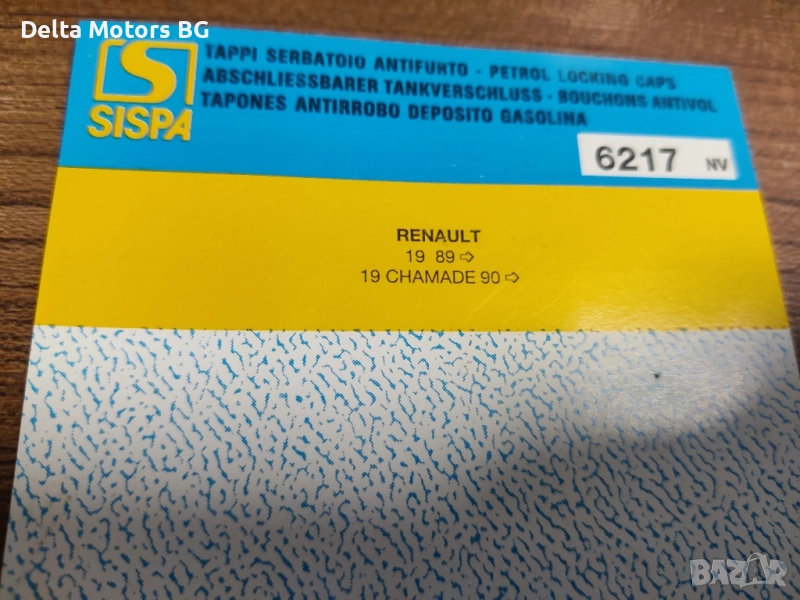 Delta Motors BG
SISPA
TAPPI SERBATOIO ANTIFURTO - PETROL LOCKING CAPS
ABSCHLIESSBARER TANKVERSCHLUSS - BOUCHONS ANTIVOL
TAPONES ANTIRROBO DEPOSITO GASOLINA
6217 NV
RENAULT
19 89 ⇨
19 CHAMADE 90 ⇨
BAZAR